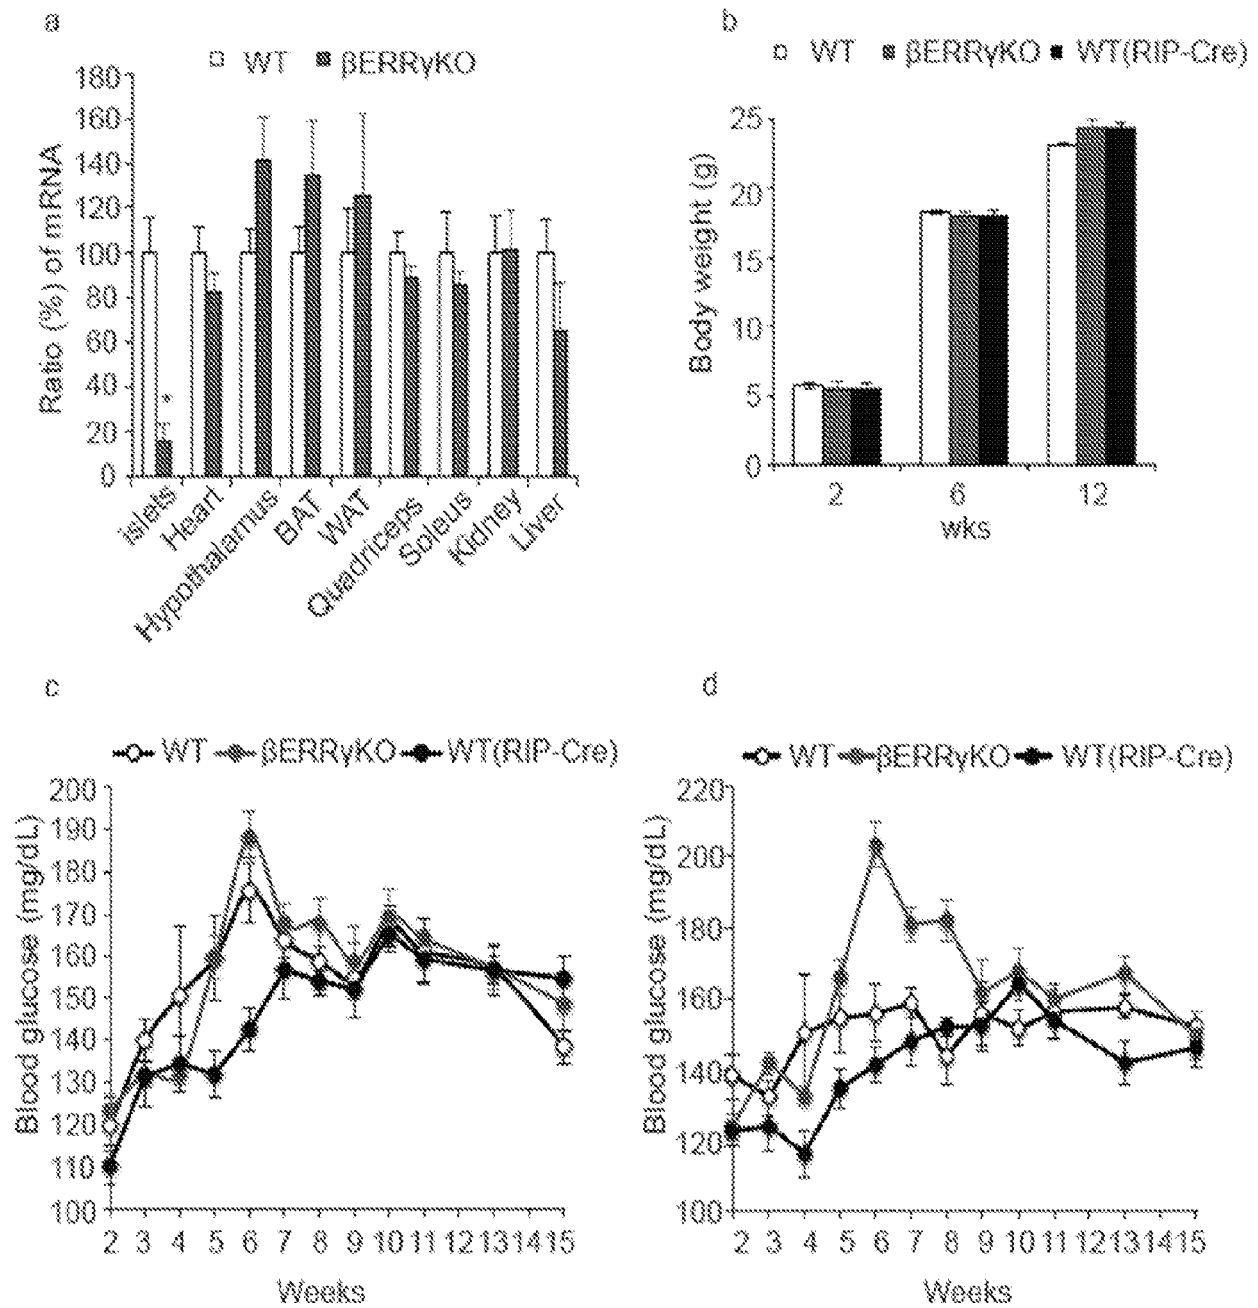 a
WT βERRγKO
Ratio (%) of mRNA
180
160
140
120
100
80
60
40
20
0
*
islets
Heart
Hypothalamus
BAT
WAT
Quadriceps
Soleus
Kidney
Liver
b
WT βERRγKO WT(RIP-Cre)
Body weight (g)
25
20
15
10
5
0
2 6 12
wks
c
WT βERRγKO WT(RIP-Cre)
Blood glucose (mg/dL)
200
190
180
170
160
150
140
130
120
110
100
2 3 4 5 6 7 8 9 10 11 12 13 14 15
Weeks
d
WT βERRγKO WT(RIP-Cre)
Blood glucose (mg/dL)
220
200
180
160
140
120
100
2 3 4 5 6 7 8 9 10 11 12 13 14 15
Weeks